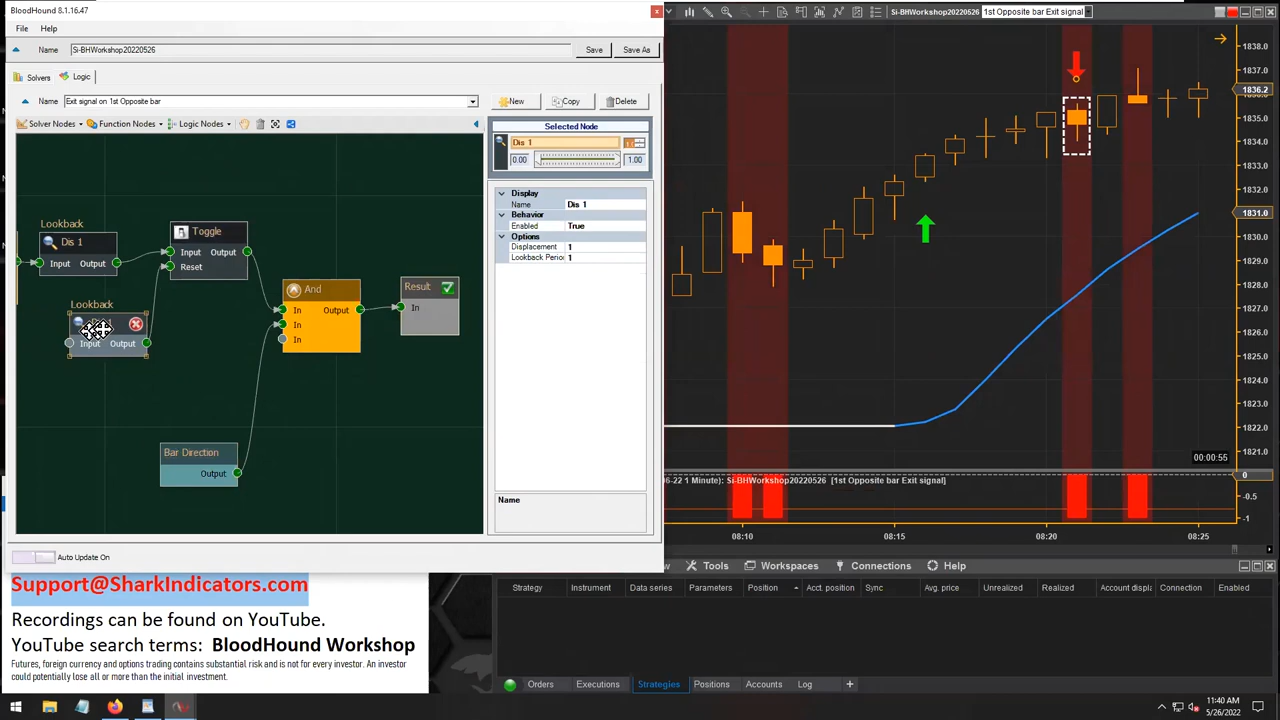 BloodHound 8.1.16.47
File Help
Name Si-BHWorkshop20220526 Save Save As
Solvers Logic
Name Exit signal on 1st Opposite bar New Copy Delete
Solver Nodes Function Nodes Logic Nodes
Selected Node
Dis 1
0.00 1.00
Display
Name Dis 1
Behavior
Enabled True
Options
Displacement 1
Lookback Perio 1
Name
Lookback
Dis 1
Input Output
Toggle
Input Output
Reset
Lookback
Input Output
And
In Output
In
In
Result
In
Bar Direction
Output
Auto Update On
Si-BHWorkshop20220526 1st Opposite bar Exit signal
1838.0
1837.0
1836.2
1835.0
1834.0
1833.0
1832.0
1831.0
1830.0
1829.0
1828.0
1827.0
1826.0
1825.0
1824.0
1823.0
1822.0
1821.0
00:00:55
06-22 1 Minute): Si-BHWorkshop20220526 [1st Opposite bar Exit signal]
0
-0.5
-1
08:10 08:15 08:20 08:25
Tools Workspaces Connections Help
Strategy Instrument Data series Parameters Position Acct. position Sync Avg. price Unrealized Realized Account displa Connection Enabled
Orders Executions Strategies Positions Accounts Log +
Support@SharkIndicators.com
Recordings can be found on YouTube.
YouTube search terms: BloodHound Workshop
Futures, foreign currency and options trading contains substantial risk and is not for every investor. An investor
could potentially lose all or more than the initial investment.
11:40 AM
5/26/2022